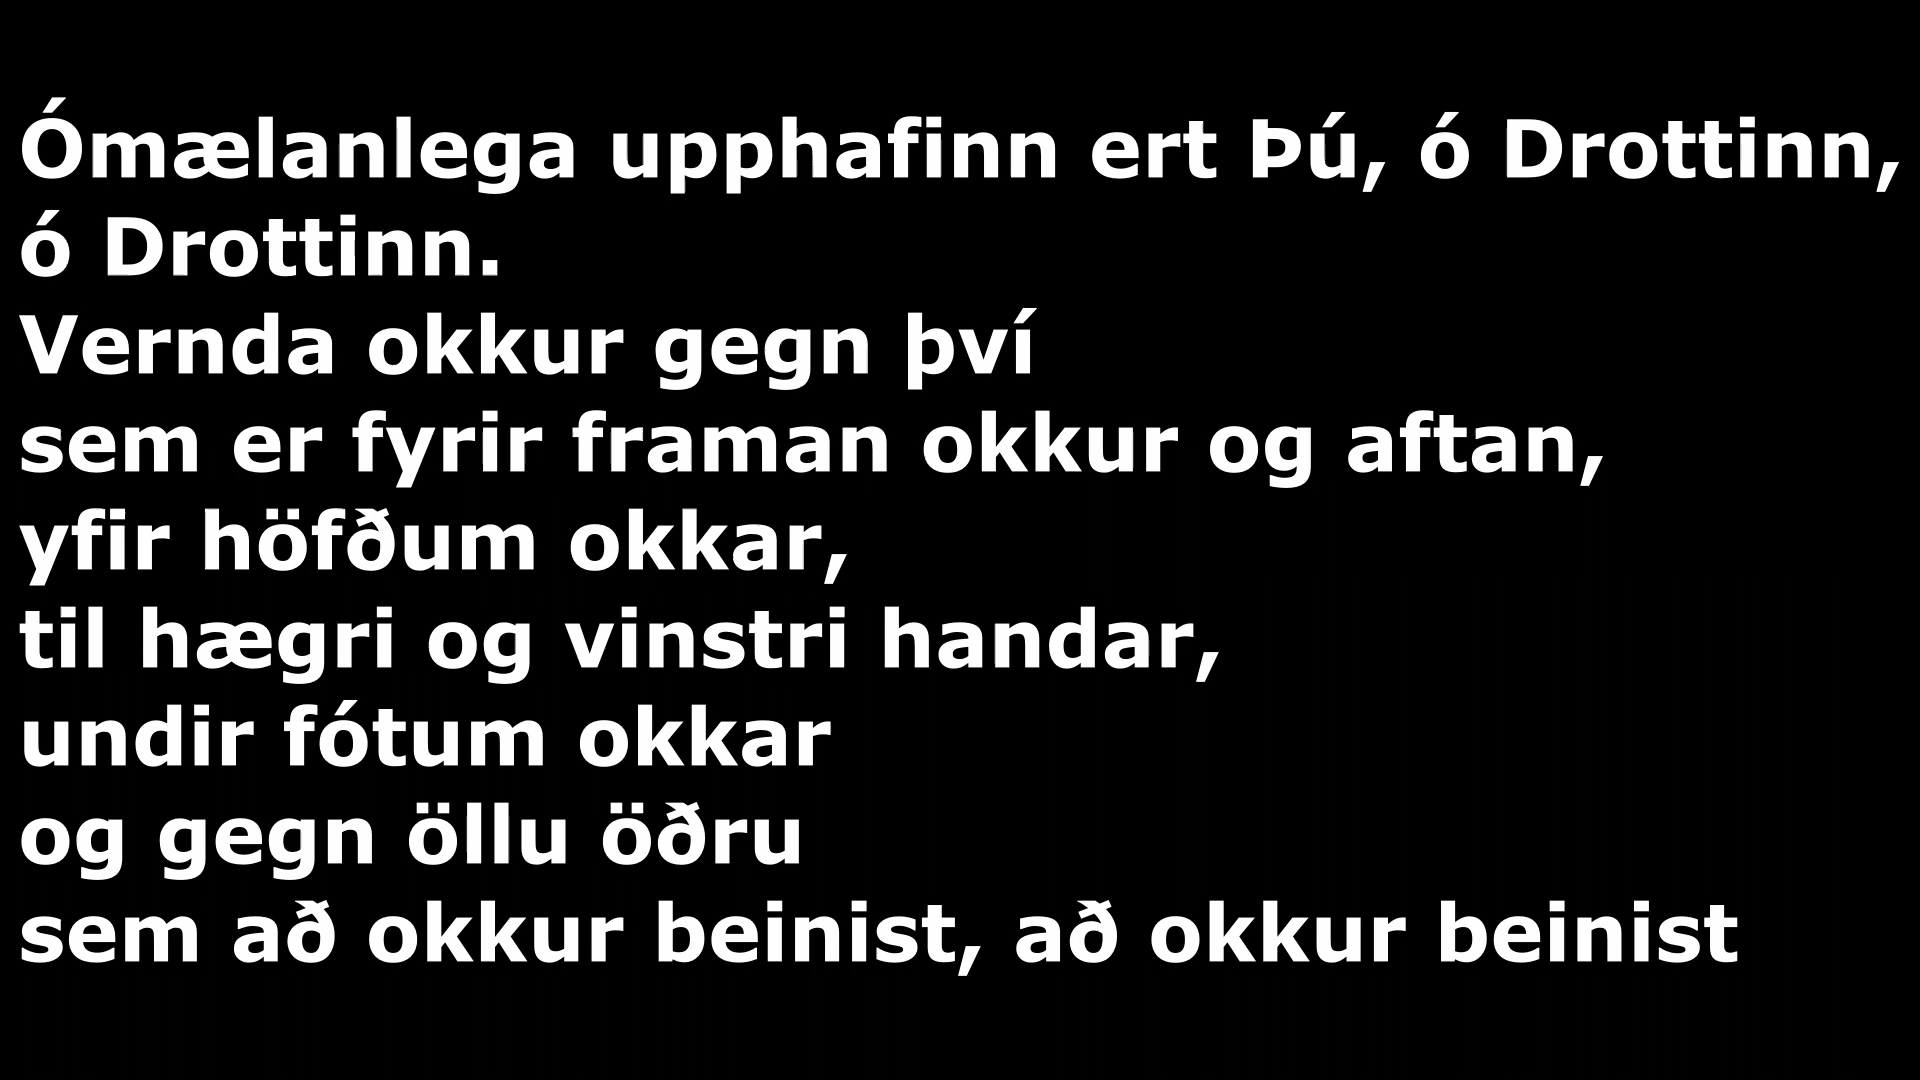 Ómælanlega upphafinn ert Þú, ó Drottinn,
ó Drottinn.
Vernda okkur gegn því
sem er fyrir framan okkur og aftan,
yfir höfðum okkar,
til hægri og vinstri handar,
undir fótum okkar
og gegn öllu öðru
sem að okkur beinist, að okkur beinist